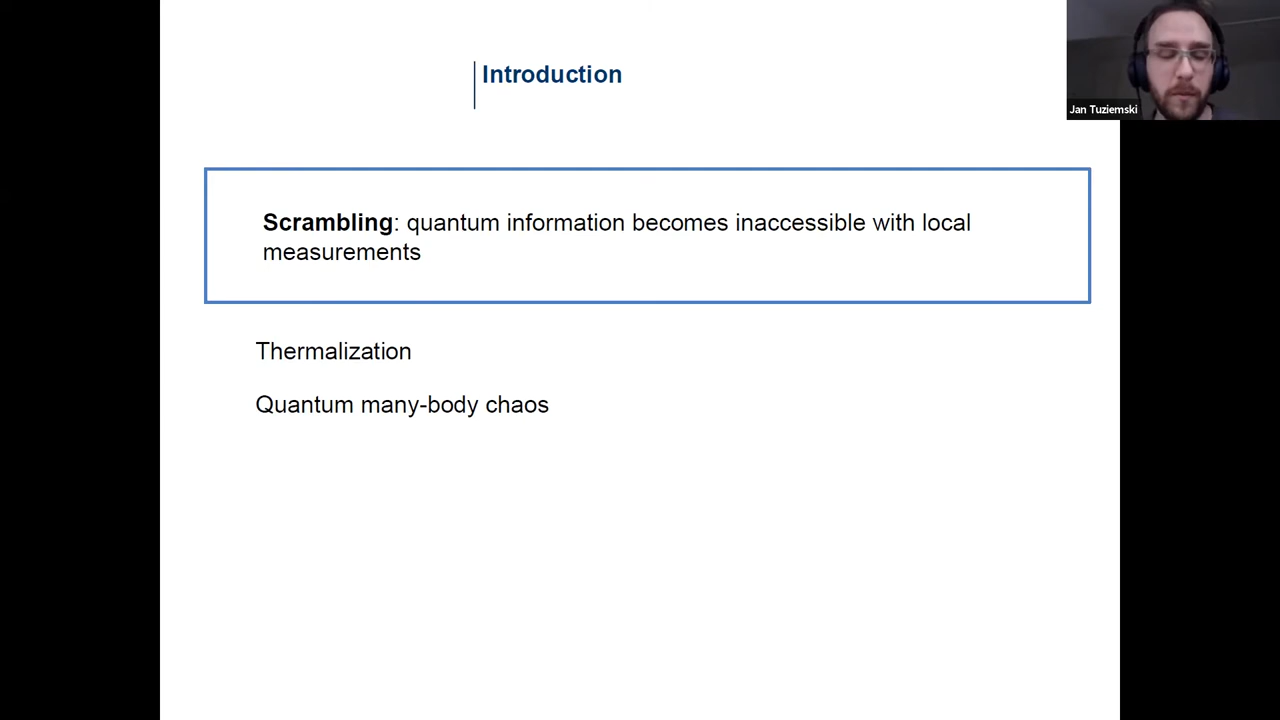 Introduction
Jan Tuziemski
Scrambling: quantum information becomes inaccessible with local
measurements
Thermalization
Quantum many-body chaos